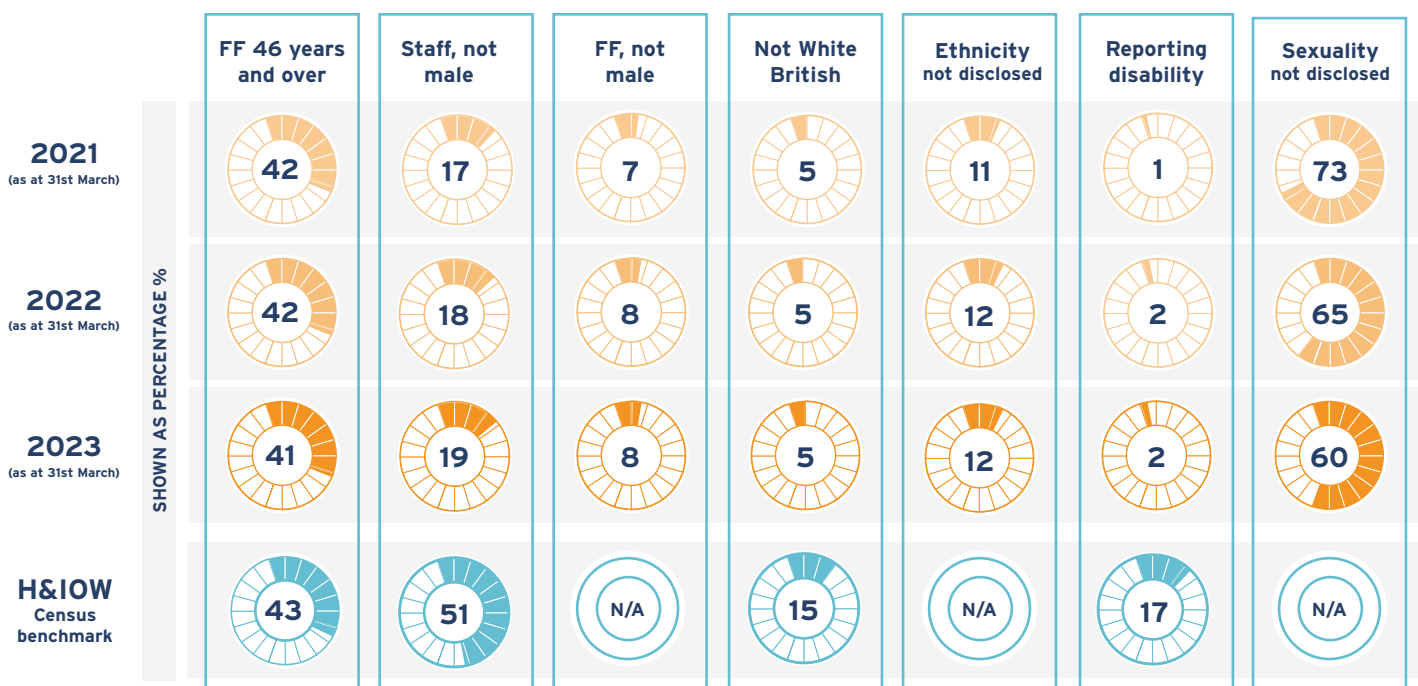 FF 46 years
and over
Staff, not
male
FF, not
male
Not White
British
Ethnicity
not disclosed
Reporting
disability
Sexuality
not disclosed
SHOWN AS PERCENTAGE %
2021
(as at 31st March)
42
17
7
5
11
1
73
2022
(as at 31st March)
42
18
8
5
12
2
65
2023
(as at 31st March)
41
19
8
5
12
2
60
H&IOW
Census
benchmark
43
51
N/A
15
N/A
17
N/A